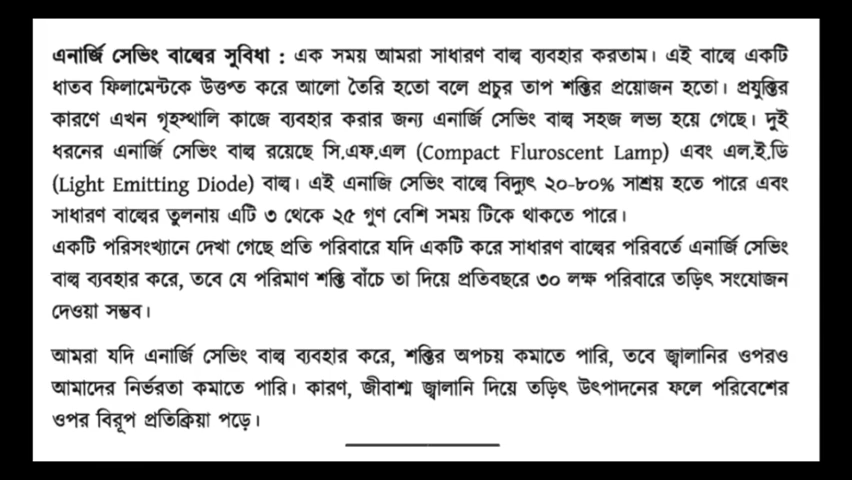 এনার্জি সেভিং বাল্বের সুবিধা : এক সময় আমরা সাধারণ বাল্ব ব্যবহার করতাম। এই বাল্বে একটি
ধাতব ফিলামেন্টকে উত্তপ্ত করে আলো তৈরি হতো বলে প্রচুর তাপ শক্তির প্রয়োজন হতো। প্রযুক্তির
কারণে এখন গৃহস্থালি কাজে ব্যবহার করার জন্য এনার্জি সেভিং বাল্ব সহজ লভ্য হয়ে গেছে। দুই
ধরনের এনার্জি সেভিং বাল্ব রয়েছে সি.এফ.এল (Compact Fluroscent Lamp) এবং এল.ই.ডি
(Light Emitting Diode) বাল্ব। এই এনাজি সেভিং বাল্বে বিদ্যুৎ ২০-৮০% সাশ্রয় হতে পারে এবং
সাধারণ বাল্বের তুলনায় এটি ৩ থেকে ২৫ গুণ বেশি সময় টিকে থাকতে পারে।
একটি পরিসংখ্যানে দেখা গেছে প্রতি পরিবারে যদি একটি করে সাধারণ বাল্বের পরিবর্তে এনার্জি সেভিং
বাল্ব ব্যবহার করে, তবে যে পরিমাণ শক্তি বাঁচে তা দিয়ে প্রতিবছরে ৩০ লক্ষ পরিবারে তড়িৎ সংযোজন
দেওয়া সম্ভব।
আমরা যদি এনার্জি সেভিং বাল্ব ব্যবহার করে, শক্তির অপচয় কমাতে পারি, তবে জ্বালানির ওপরও
আমাদের নির্ভরতা কমাতে পারি। কারণ, জীবাশ্ম জ্বালানি দিয়ে তড়িৎ উৎপাদনের ফলে পরিবেশের
ওপর বিরূপ প্রতিক্রিয়া পড়ে।